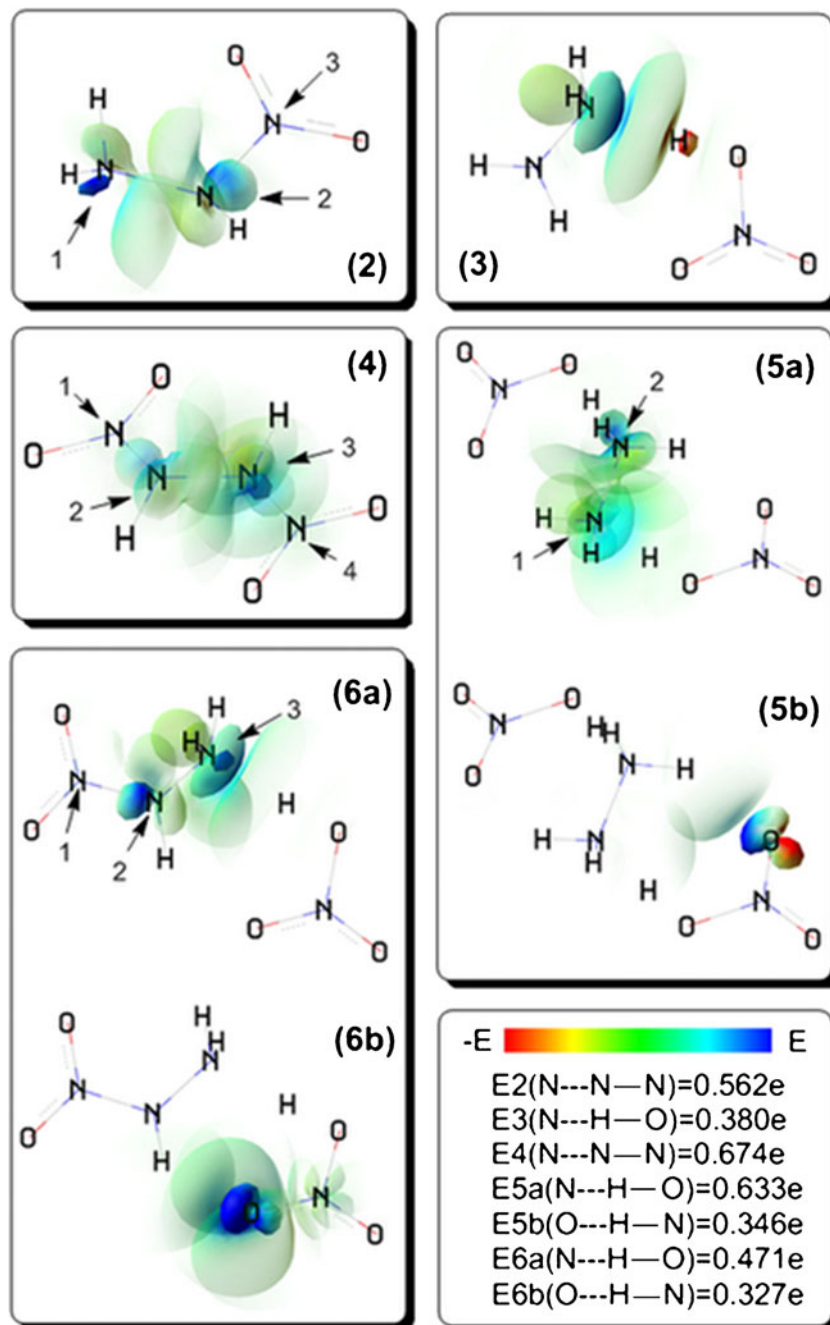 O
3
H
N
O
H N
N
2
H
1
(2)
H
H N
H
H N
O
H
N
O
O
(3)
(4)
1
O
N
H
O
N
N
3
2
H
N
O
4
O
(5a)
O
O
N
2
H
H N H
O
H N
1
H
H
O
N
O
O
(5b)
O
O
N
H H
N H
O
H N
H
H
O
N
O
O
(6a)
3
O
H
H N
N
N
H
O
1
2
H
O
O
N
O
(6b)
O
H
H
N
N
H
N
O
H
O
O
N
O
-E E
E2(N---N—N)=0.562e
E3(N---H—O)=0.380e
E4(N---N—N)=0.674e
E5a(N---H—O)=0.633e
E5b(O---H—N)=0.346e
E6a(N---H—O)=0.471e
E6b(O---H—N)=0.327e